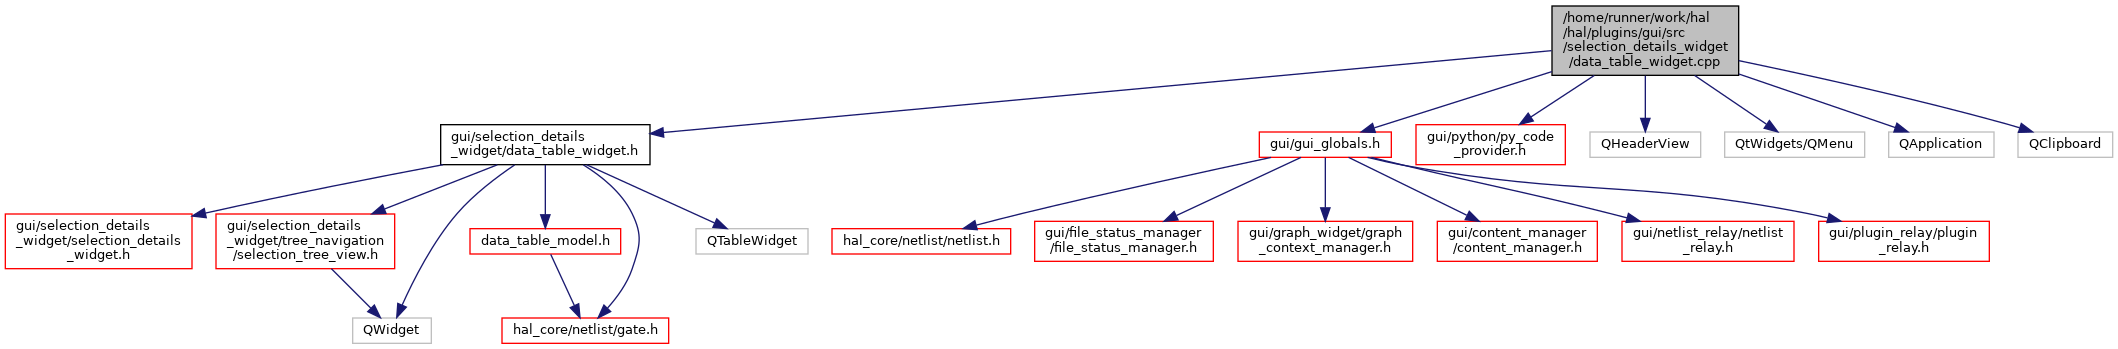 /home/runner/work/hal
/hal/plugins/gui/src
/selection_details_widget
/data_table_widget.cpp
gui/selection_details
_widget/data_table_widget.h
gui/gui_globals.h
gui/python/py_code
_provider.h
QHeaderView
QtWidgets/QMenu
QApplication
QClipboard
gui/selection_details
_widget/selection_details
_widget.h
gui/selection_details
_widget/tree_navigation
/selection_tree_view.h
data_table_model.h
QTableWidget
hal_core/netlist/netlist.h
gui/file_status_manager
/file_status_manager.h
gui/graph_widget/graph
_context_manager.h
gui/content_manager
/content_manager.h
gui/netlist_relay/netlist
_relay.h
gui/plugin_relay/plugin
_relay.h
QWidget
hal_core/netlist/gate.h